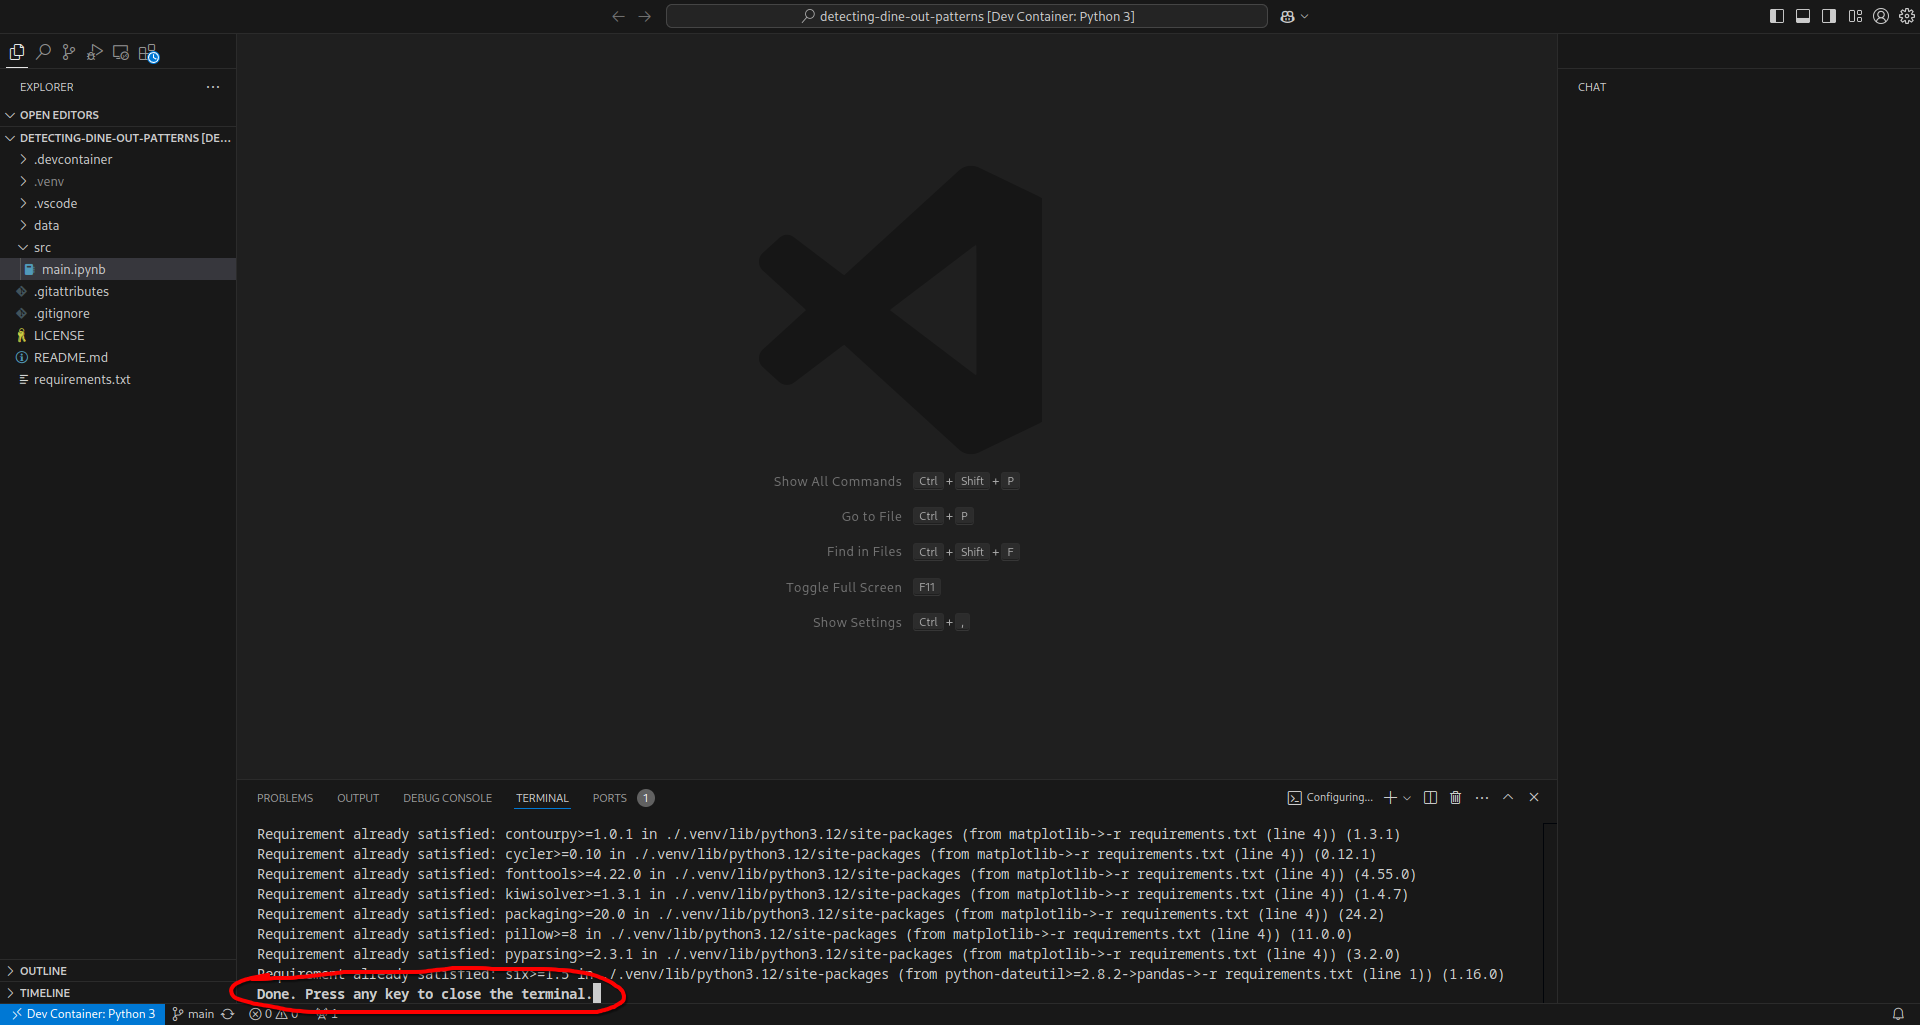 detecting-dine-out-patterns [Dev Container: Python 3]
EXPLORER
OPEN EDITORS
DETECTING-DINE-OUT-PATTERNS [DE...
.devcontainer
.venv
.vscode
data
src
main.ipynb
.gitattributes
.gitignore
LICENSE
README.md
requirements.txt
OUTLINE
TIMELINE
Show All Commands Ctrl + Shift + P
Go to File Ctrl + P
Find in Files Ctrl + Shift + F
Toggle Full Screen F11
Show Settings Ctrl + ,
CHAT
PROBLEMS OUTPUT DEBUG CONSOLE TERMINAL PORTS 1
Configuring...
Requirement already satisfied: contourpy>=1.0.1 in ./.venv/lib/python3.12/site-packages (from matplotlib->-r requirements.txt (line 4)) (1.3.1)
Requirement already satisfied: cycler>=0.10 in ./.venv/lib/python3.12/site-packages (from matplotlib->-r requirements.txt (line 4)) (0.12.1)
Requirement already satisfied: fonttools>=4.22.0 in ./.venv/lib/python3.12/site-packages (from matplotlib->-r requirements.txt (line 4)) (4.55.0)
Requirement already satisfied: kiwisolver>=1.3.1 in ./.venv/lib/python3.12/site-packages (from matplotlib->-r requirements.txt (line 4)) (1.4.7)
Requirement already satisfied: packaging>=20.0 in ./.venv/lib/python3.12/site-packages (from matplotlib->-r requirements.txt (line 4)) (24.2)
Requirement already satisfied: pillow>=8 in ./.venv/lib/python3.12/site-packages (from matplotlib->-r requirements.txt (line 4)) (11.0.0)
Requirement already satisfied: pyparsing>=2.3.1 in ./.venv/lib/python3.12/site-packages (from matplotlib->-r requirements.txt (line 4)) (3.2.0)
Requirement already satisfied: six>=1.5 in ./.venv/lib/python3.12/site-packages (from python-dateutil>=2.8.2->pandas->-r requirements.txt (line 1)) (1.16.0)
Done. Press any key to close the terminal.
Dev Container: Python 3 main 0 0 1